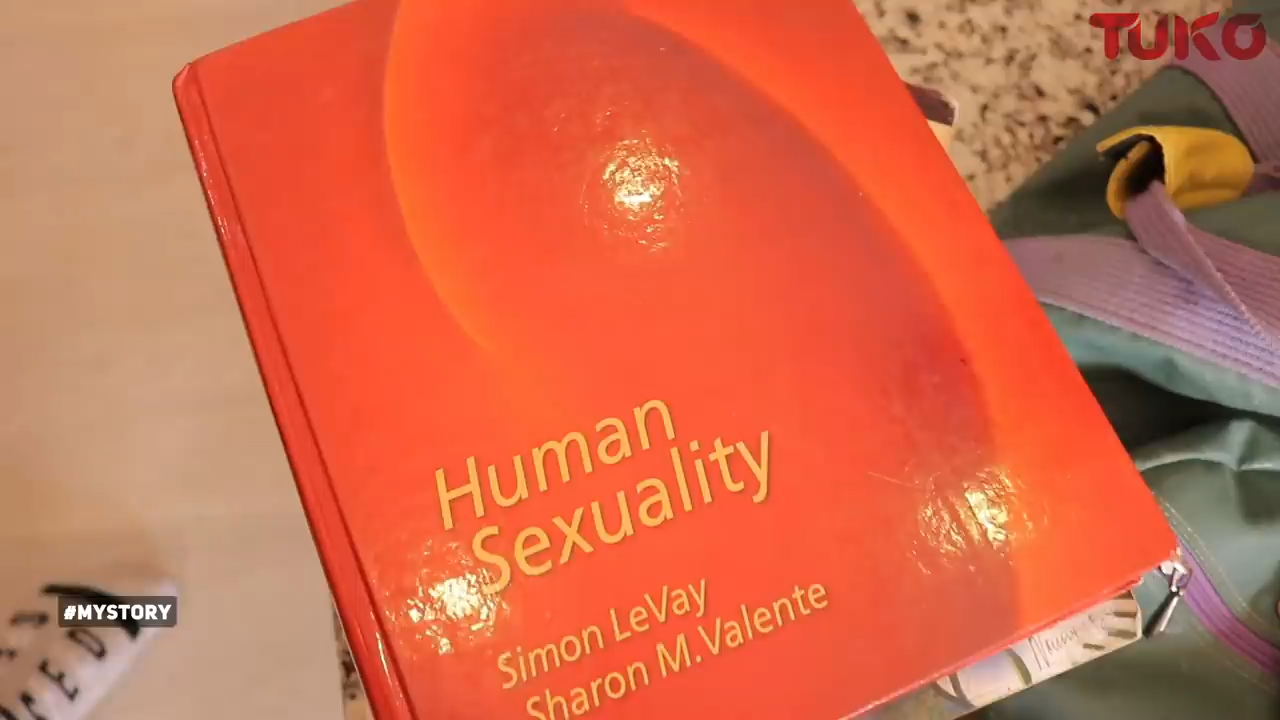 TUKO
Human
Sexuality
Simon LeVay
Sharon M. Valente
#MYSTORY